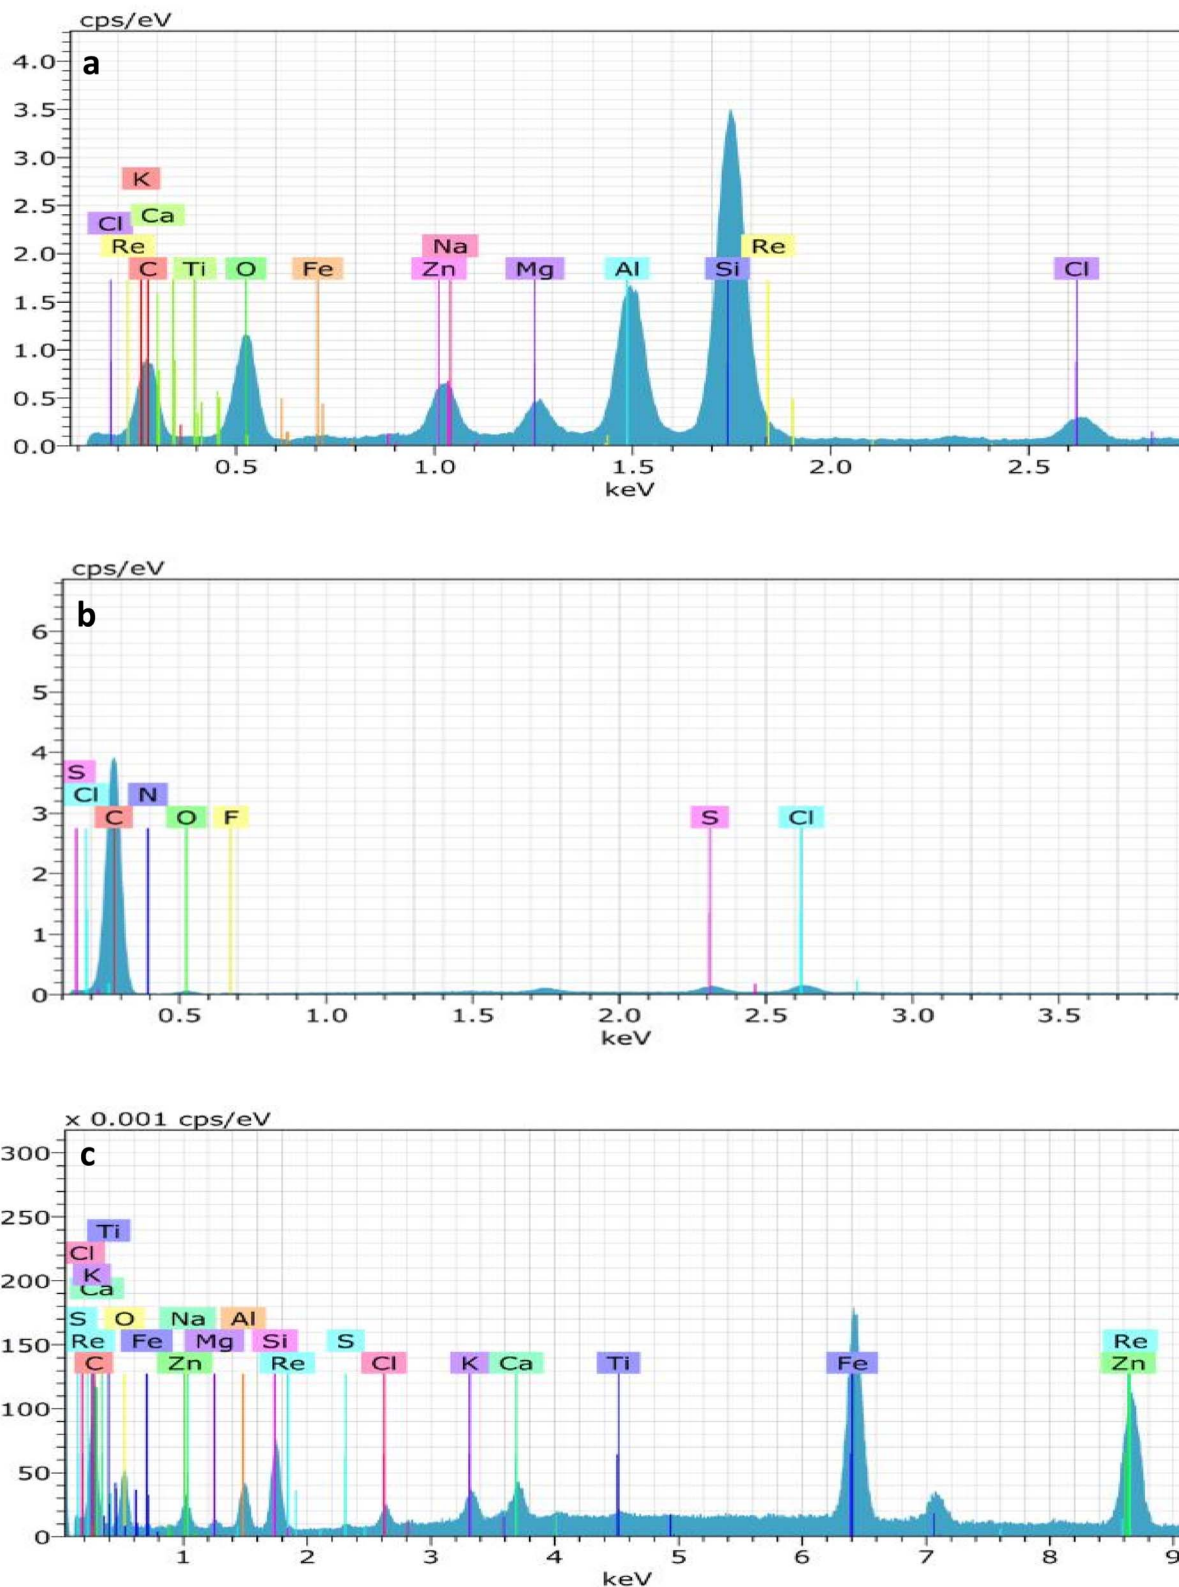 cps/eV
a
4.0
3.5
3.0
2.5
2.0
1.5
1.0
0.5
0.0
K
Cl Ca
Re Na Re
C Ti O Fe Zn Mg Al Si Cl
0.5 1.0 1.5 2.0 2.5
keV
cps/eV
b
6
5
4
3
2
1
0
S
Cl N
C O F S Cl
0.5 1.0 1.5 2.0 2.5 3.0 3.5
keV
x 0.001 cps/eV
c
300
250
200
150
100
50
0
Ti
Cl
K
Ca
S O Na Al
Re Fe Mg Si S Re
C Zn Re Cl K Ca Ti Fe Zn
1 2 3 4 5 6 7 8 9
keV